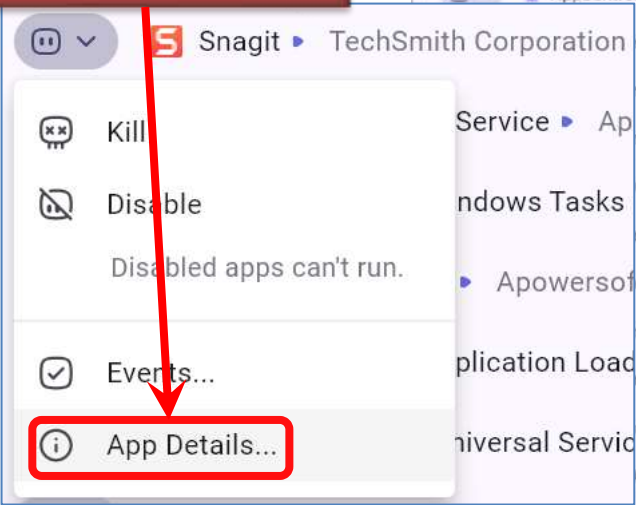 Snagit ▸ TechSmith Corporation
Kill
Service ▸ Ap
Disable
ndows Tasks
Disabled apps can't run.
▸ Apowersof
Events...
plication Load
App Details...
niversal Servic